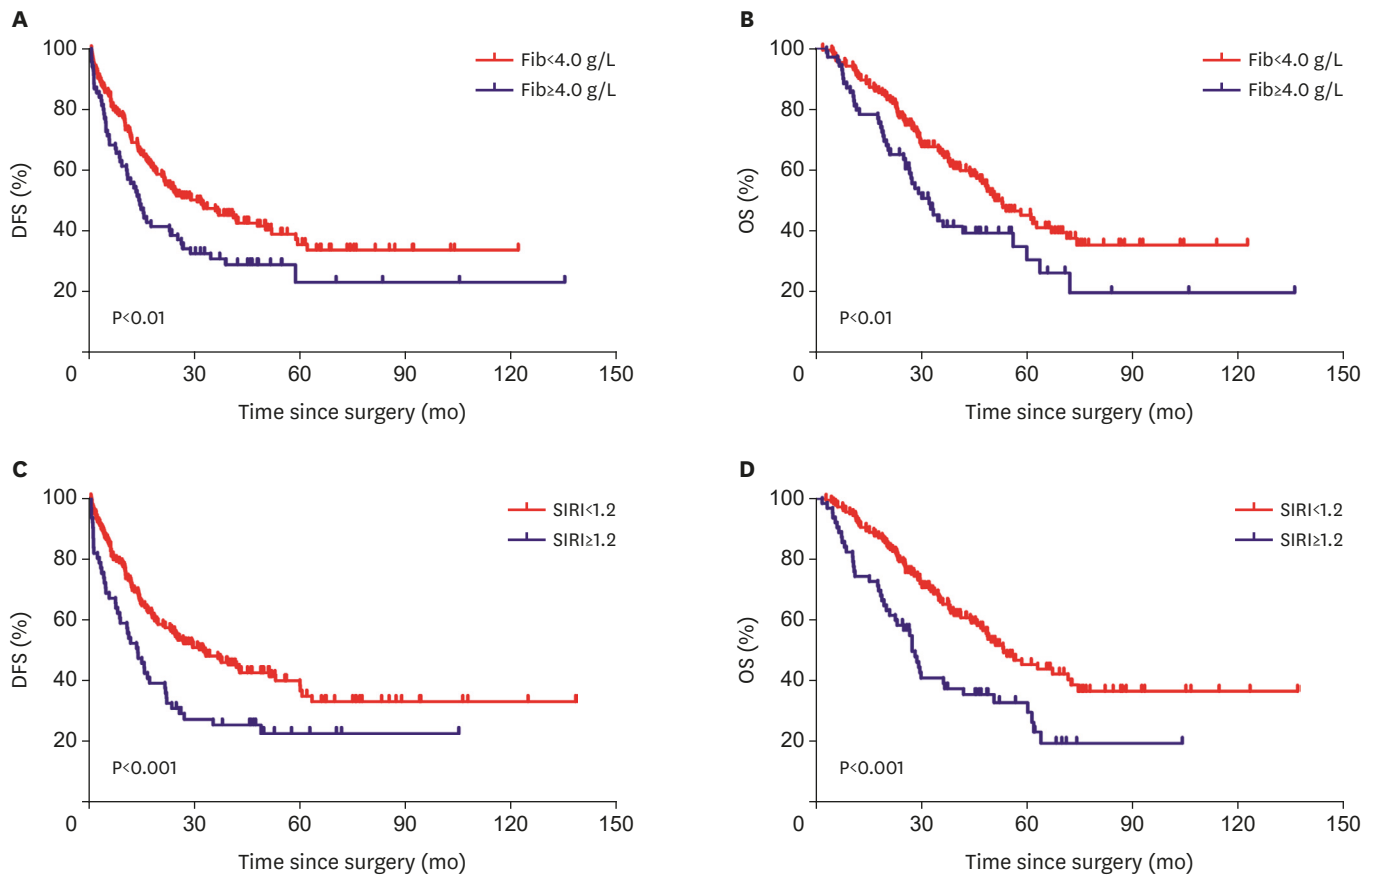 A
100
80
60
40
20
0
30
60
90
120
150
DFS (%)
Time since surgery (mo)
Fib<4.0 g/L
Fib≥4.0 g/L
P<0.01
B
100
80
60
40
20
0
30
60
90
120
150
OS (%)
Time since surgery (mo)
Fib<4.0 g/L
Fib≥4.0 g/L
P<0.01
C
100
80
60
40
20
0
30
60
90
120
150
DFS (%)
Time since surgery (mo)
SIRI<1.2
SIRI≥1.2
P<0.001
D
100
80
60
40
20
0
30
60
90
120
150
OS (%)
Time since surgery (mo)
SIRI<1.2
SIRI≥1.2
P<0.001